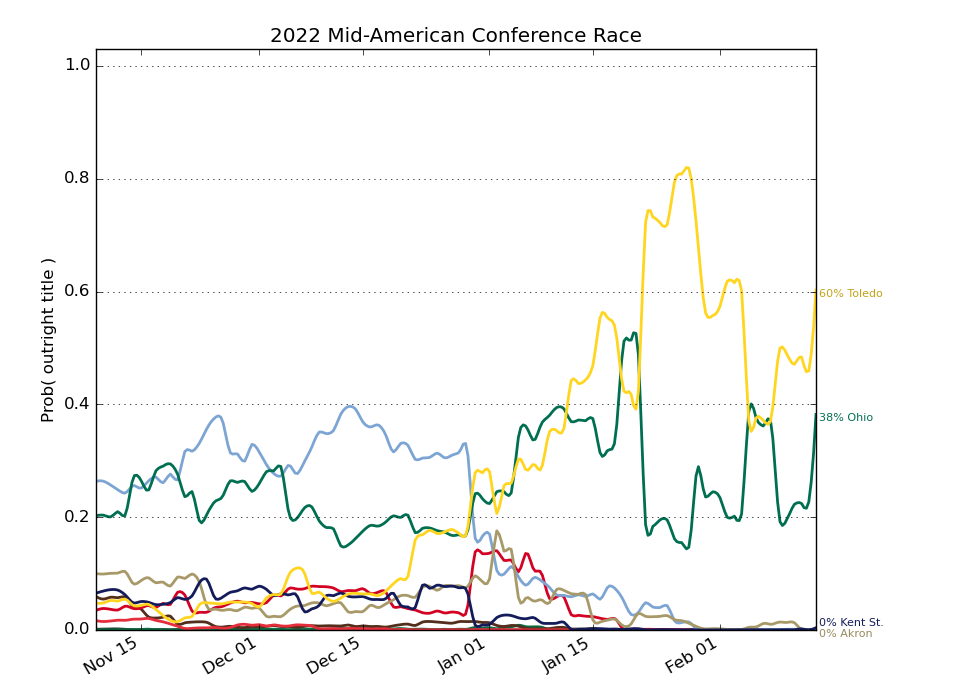 2022 Mid-American Conference Race
Prob( outright title )
1.0
0.8
0.6
0.4
0.2
0.0
60% Toledo
38% Ohio
0% Kent St.
0% Akron
Nov 15
Dec 01
Dec 15
Jan 01
Jan 15
Feb 01